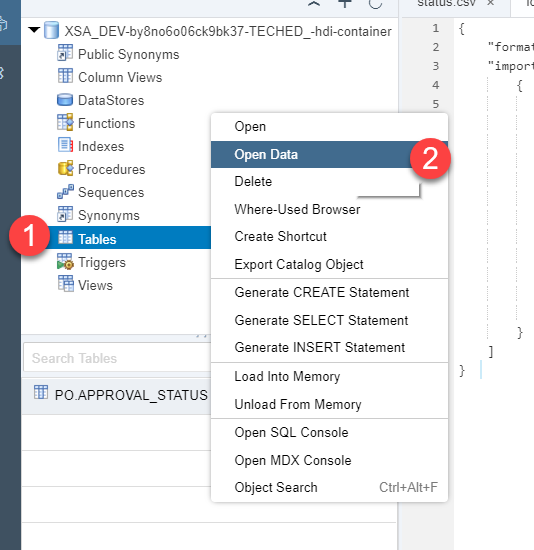 status.csv ×
XSA_DEV-by8no6o06ck9bk37-TECHED_-hdi-container
Public Synonyms
Column Views
DataStores
Functions
Indexes
Procedures
Sequences
Synonyms
1
Tables
Triggers
Views
Search Tables
PO.APPROVAL_STATUS
Open
Open Data
2
Delete
Where-Used Browser
Create Shortcut
Export Catalog Object
Generate CREATE Statement
Generate SELECT Statement
Generate INSERT Statement
Load Into Memory
Unload From Memory
Open SQL Console
Open MDX Console
Object Search Ctrl+Alt+F
1 {
2 "format
3 "import
4 {
5
}
]
}